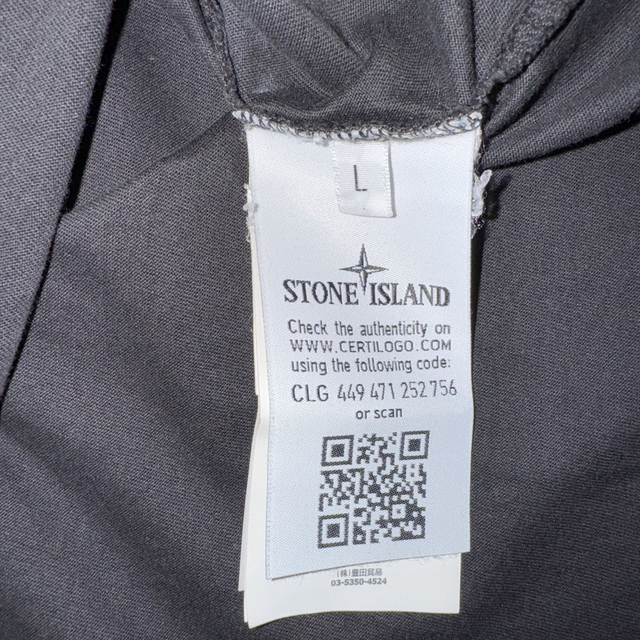 L
STONE ISLAND
Check the authenticity on
WWW.CERTILOGO.COM
using the following code:
CLG 449 471 252 756
or scan
(株)豊田貿易
03-5350-4524